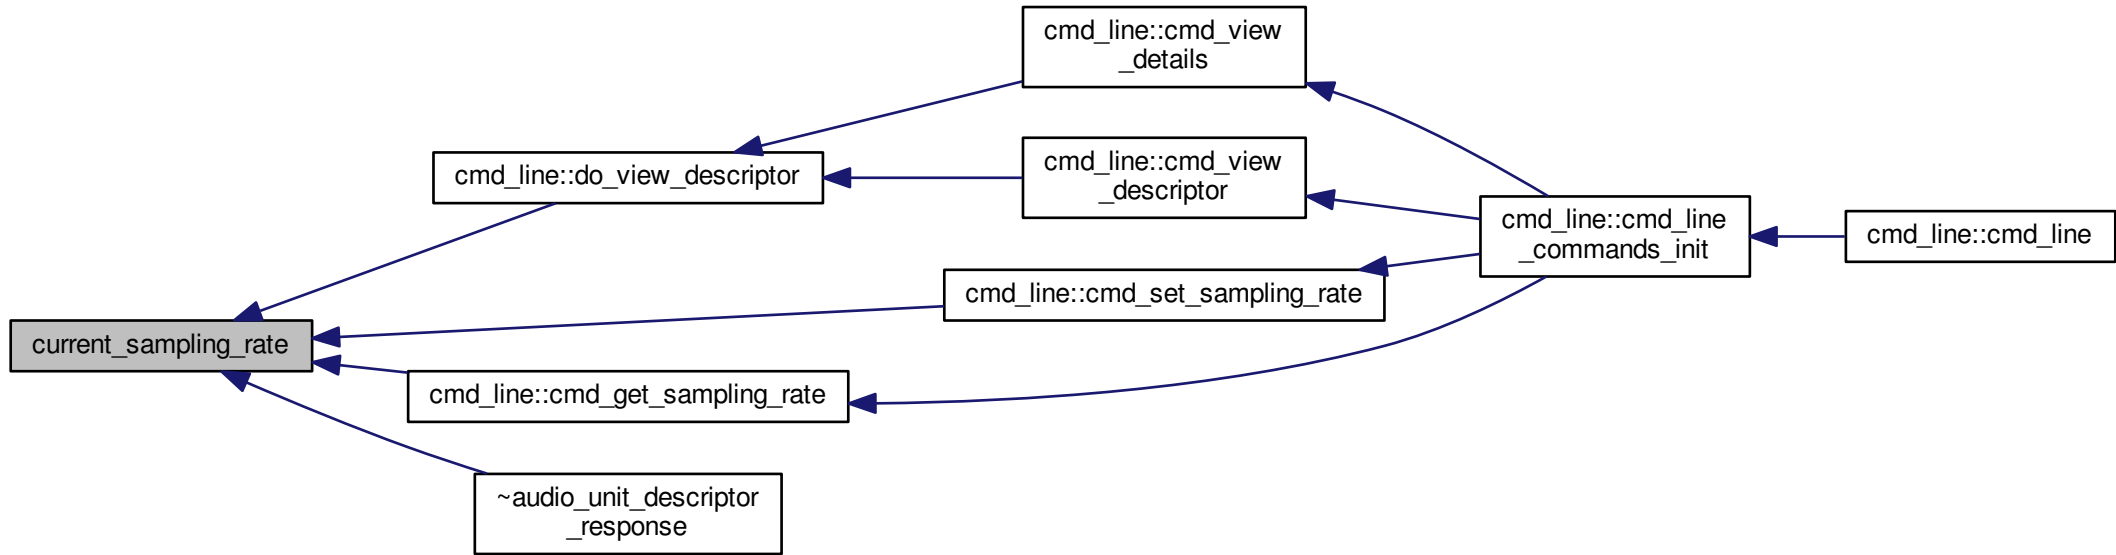 cmd_line::cmd_view
_details
cmd_line::do_view_descriptor
cmd_line::cmd_view
_descriptor
cmd_line::cmd_line
_commands_init
cmd_line::cmd_line
cmd_line::cmd_set_sampling_rate
current_sampling_rate
cmd_line::cmd_get_sampling_rate
~audio_unit_descriptor
_response